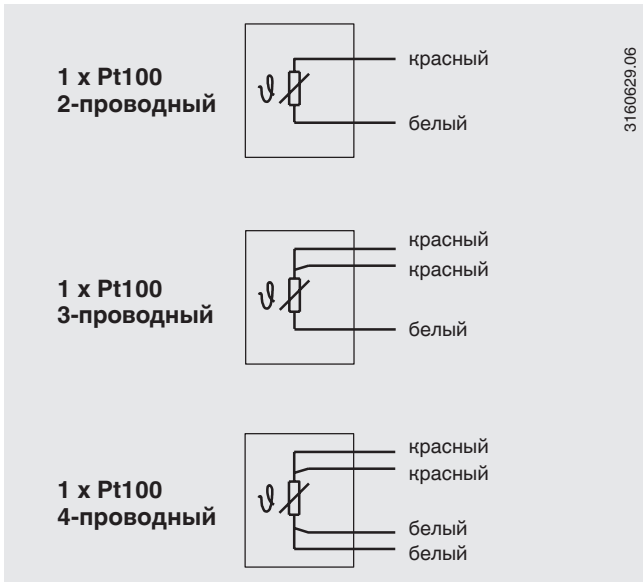 1 x Pt100
2-проводный
красный
белый
3160629.06
1 x Pt100
3-проводный
красный
красный
белый
1 x Pt100
4-проводный
красный
красный
белый
белый